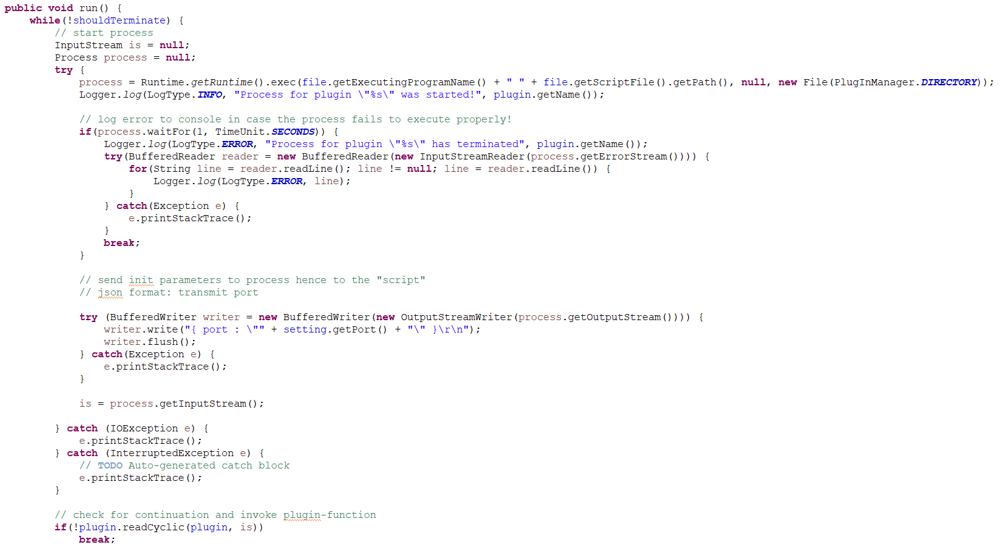 public void run() {
    while(!shouldTerminate) {
        // start process
        InputStream is = null;
        Process process = null;
        try {
            process = Runtime.getRuntime().exec(file.getExecutingProgramName() + " " + file.getScriptFile().getPath(), null, new File(PlugInManager.DIRECTORY));
            Logger.log(LogType.INFO, "Process for plugin \"%s\" was started!", plugin.getName());

            // log error to console in case the process fails to execute properly!
            if(process.waitFor(1, TimeUnit.SECONDS)) {
                Logger.log(LogType.ERROR, "Process for plugin \"%s\" has terminated", plugin.getName());
                try(BufferedReader reader = new BufferedReader(new InputStreamReader(process.getErrorStream()))) {
                    for(String line = reader.readLine(); line != null; line = reader.readLine()) {
                        Logger.log(LogType.ERROR, line);
                    }
                } catch(Exception e) {
                    e.printStackTrace();
                }
                break;
            }

            // send init parameters to process hence to the "script"
            // json format: transmit port

            try (BufferedWriter writer = new BufferedWriter(new OutputStreamWriter(process.getOutputStream()))) {
                writer.write("{ port : \"" + setting.getPort() + "\" }\r\n");
                writer.flush();
            } catch(Exception e) {
                e.printStackTrace();
            }

            is = process.getInputStream();

        } catch (IOException e) {
            e.printStackTrace();
        } catch (InterruptedException e) {
            // TODO Auto-generated catch block
            e.printStackTrace();
        }

        // check for continuation and invoke plugin-function
        if(!plugin.readCyclic(plugin, is))
            break;